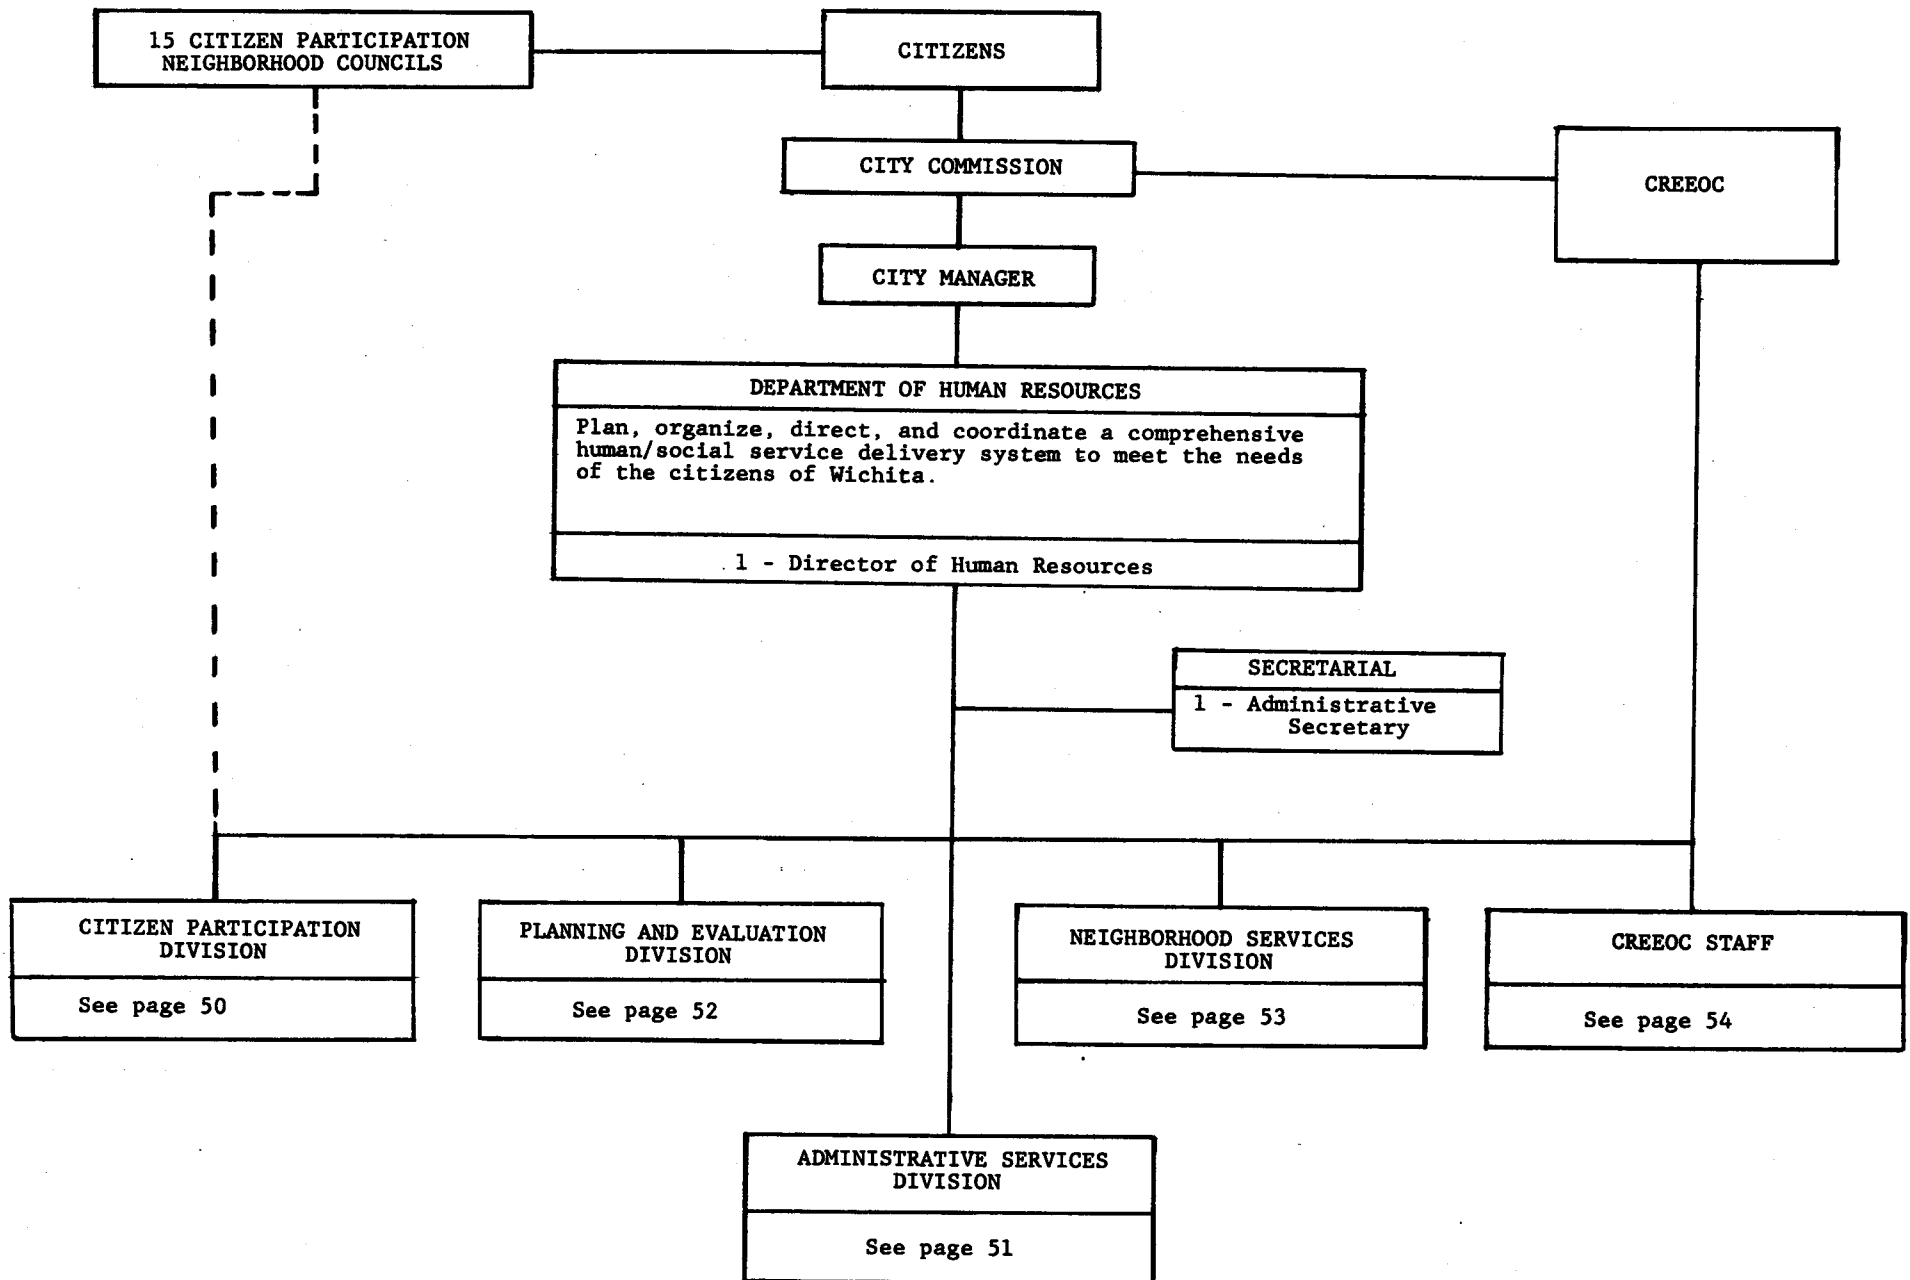 15 CITIZEN PARTICIPATION
NEIGHBORHOOD COUNCILS
CITIZENS
CITY COMMISSION
CREEOC
CITY MANAGER
DEPARTMENT OF HUMAN RESOURCES
Plan, organize, direct, and coordinate a comprehensive
human/social service delivery system to meet the needs
of the citizens of Wichita.
1 - Director of Human Resources
SECRETARIAL
1 - Administrative
Secretary
CITIZEN PARTICIPATION
DIVISION
See page 50
PLANNING AND EVALUATION
DIVISION
See page 52
NEIGHBORHOOD SERVICES
DIVISION
See page 53
CREEOC STAFF
See page 54
ADMINISTRATIVE SERVICES
DIVISION
See page 51